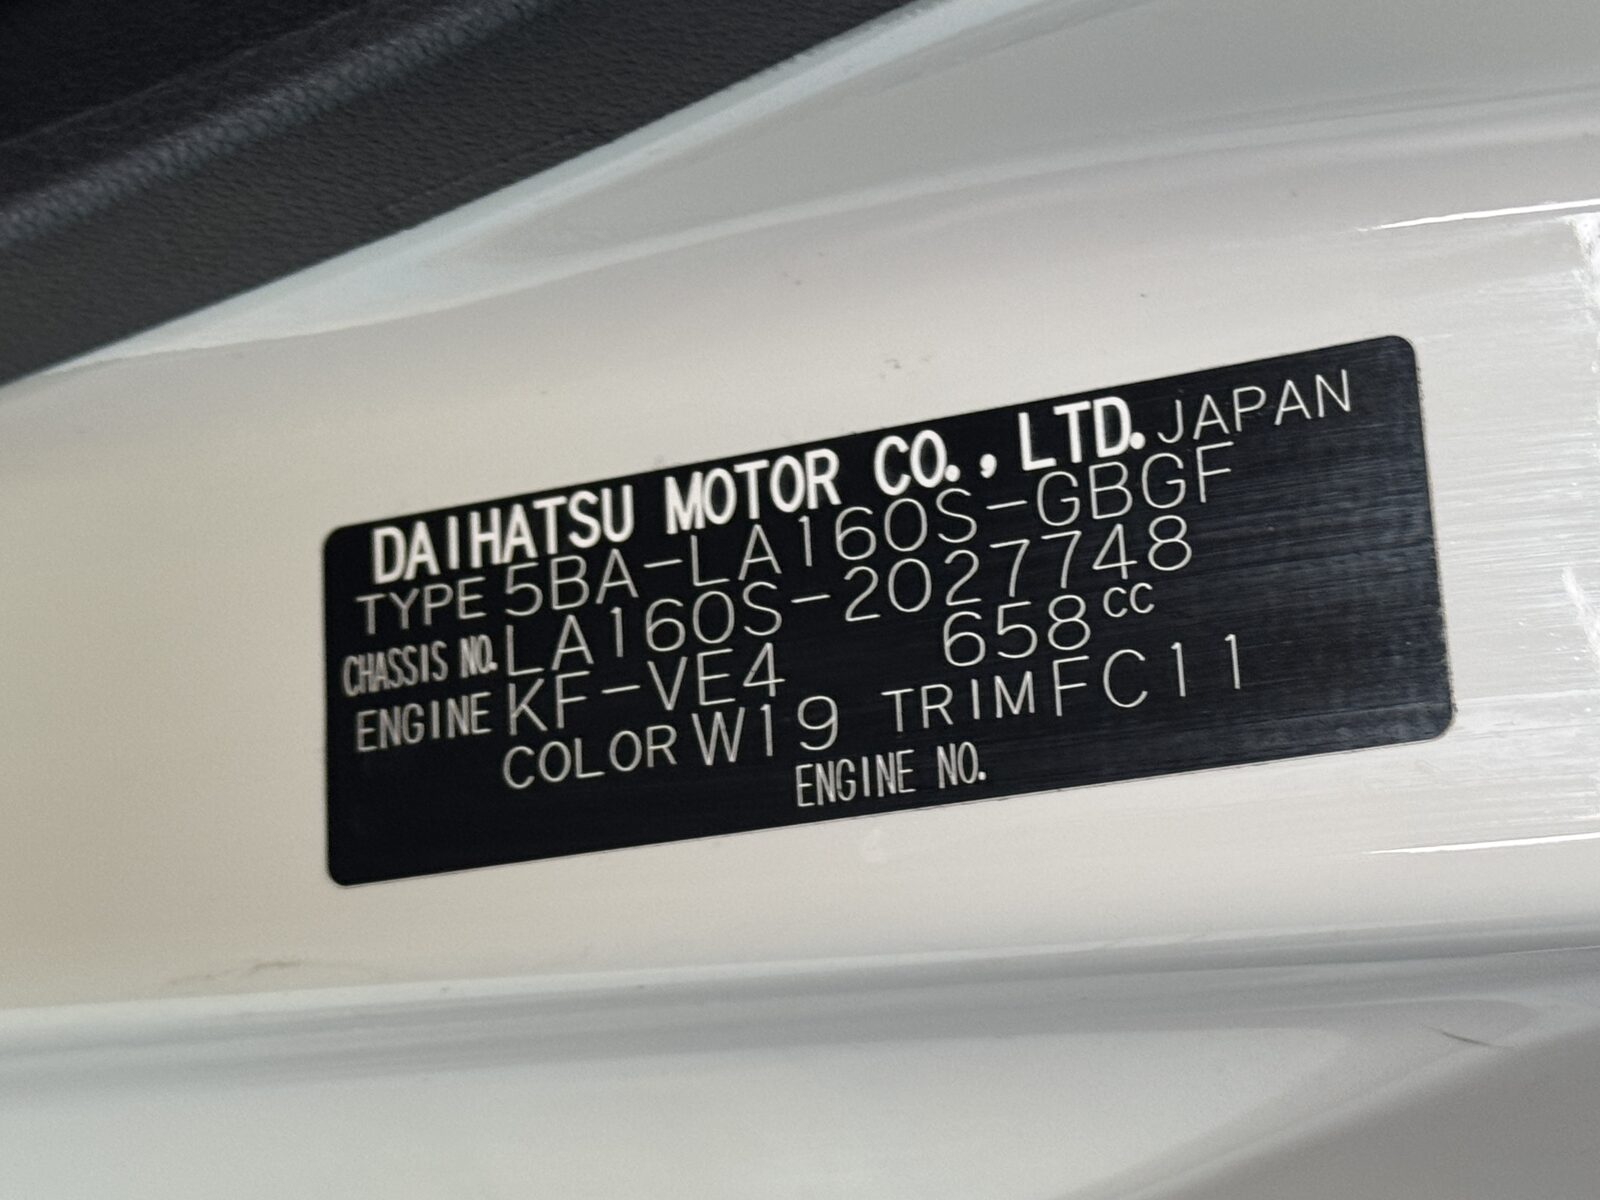 DAIHATSU MOTOR CO., LTD. JAPAN
TYPE 5BA-LA160S-GBGF
CHASSIS NO. LA160S-2027748
ENGINE KF-VE4 658cc
COLOR W19 TRIM FC11
ENGINE NO.